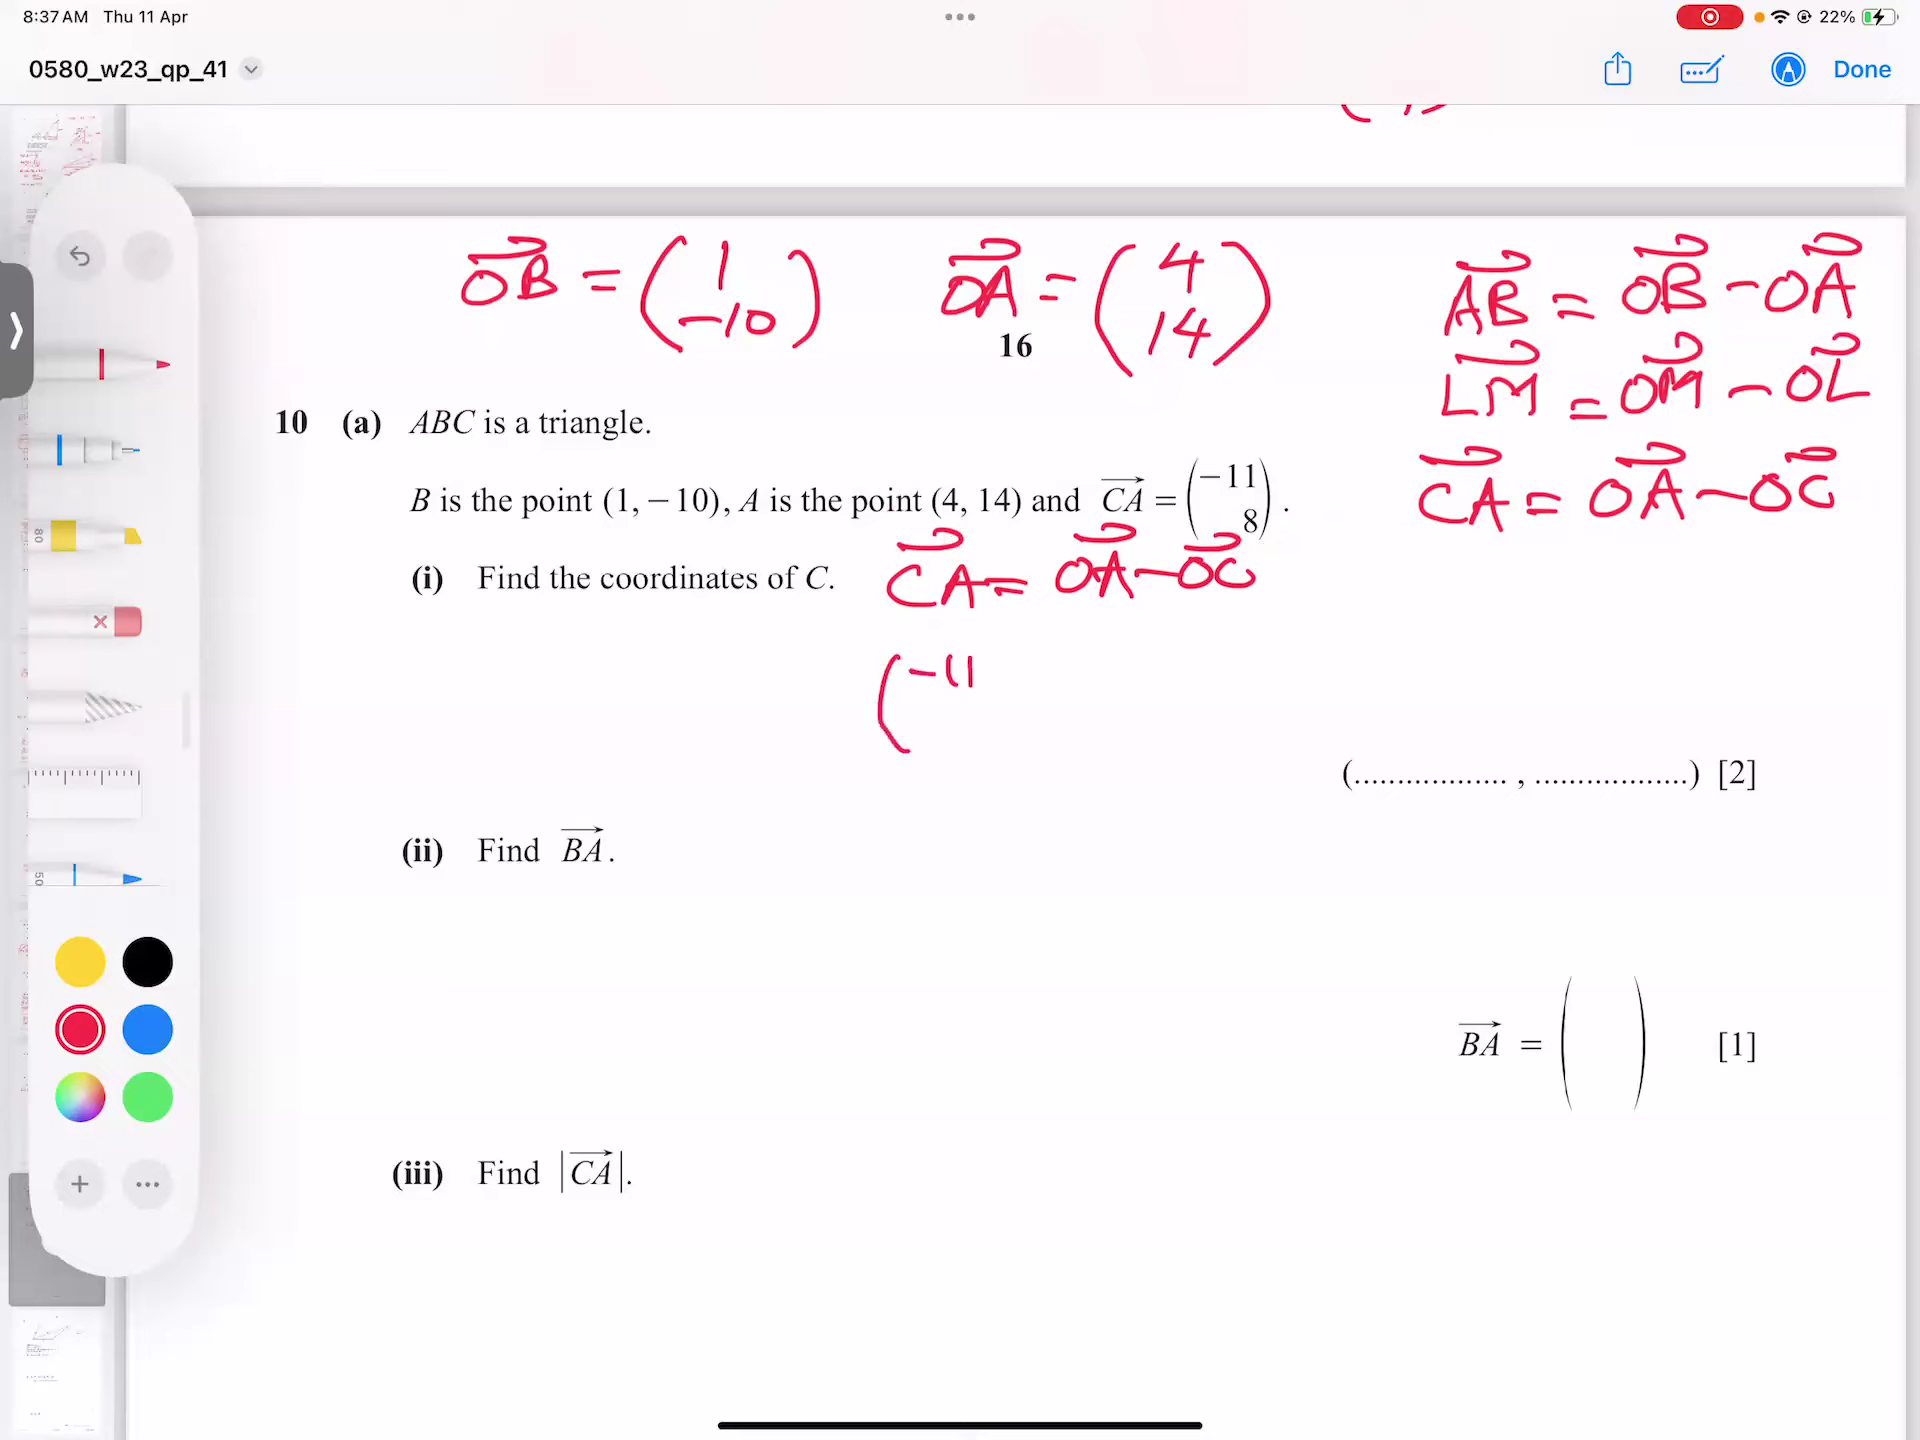 8:37 AM Thu 11 Apr
22%
0580_w23_qp_41
Done
OB = (1 -10) OA = (4 14) AB = OB - OA
16
LM = OM - OL
CA = OA - OC
10 (a) ABC is a triangle.
B is the point (1, −10), A is the point (4, 14) and CA = (−11 8).
(i) Find the coordinates of C. CA = OA - OC
(-11
(.................. , ..................) [2]
(ii) Find BA.
BA = ( ) [1]
(iii) Find |CA|.
80
50